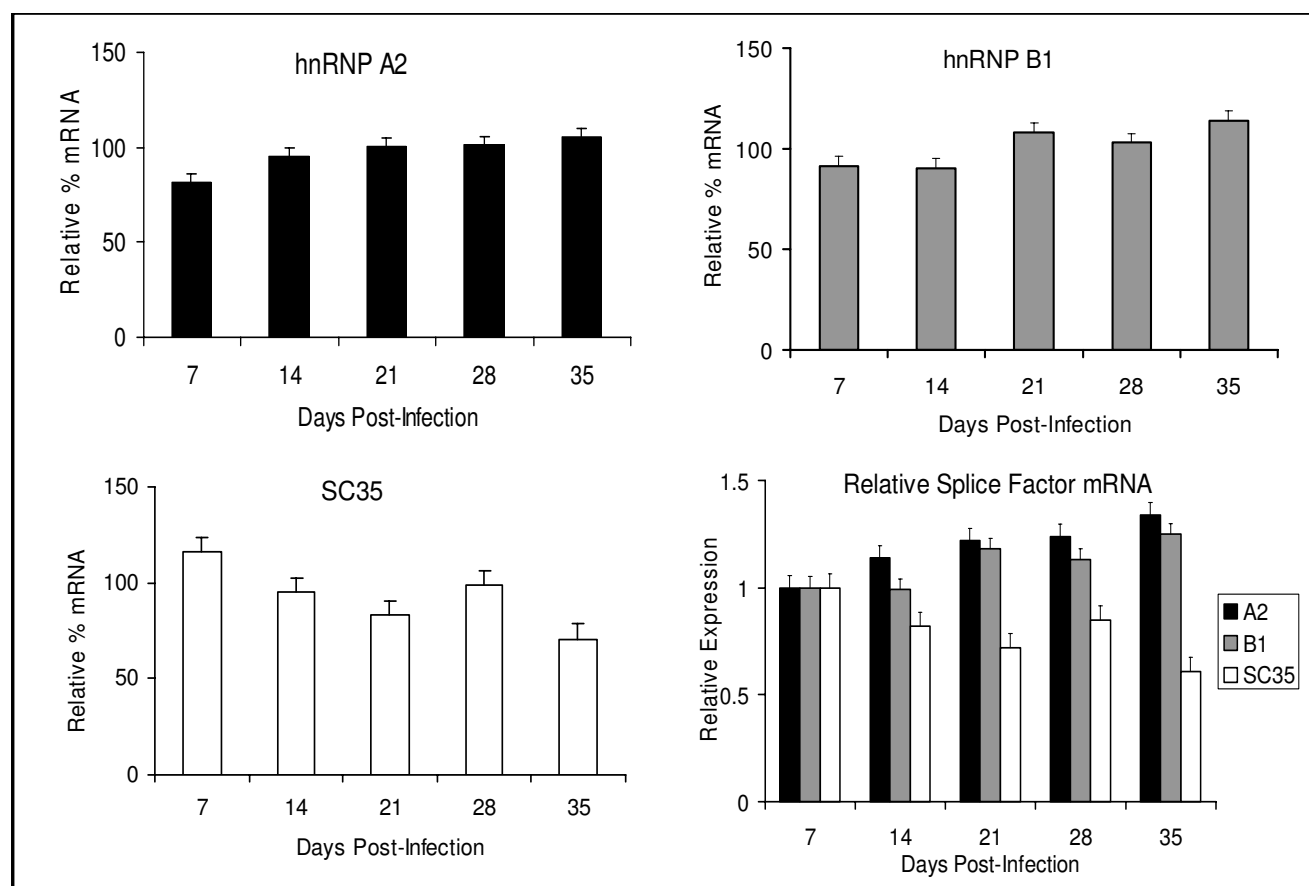 hnRNP A2
Relative % mRNA
150
100
50
0
7 14 21 28 35
Days Post-Infection
hnRNP B1
Relative % mRNA
150
100
50
0
7 14 21 28 35
Days Post-Infection
SC35
Relative % mRNA
150
100
50
0
7 14 21 28 35
Days Post-Infection
Relative Splice Factor mRNA
Relative Expression
1.5
1
0.5
0
7 14 21 28 35
Days Post-Infection
A2
B1
SC35